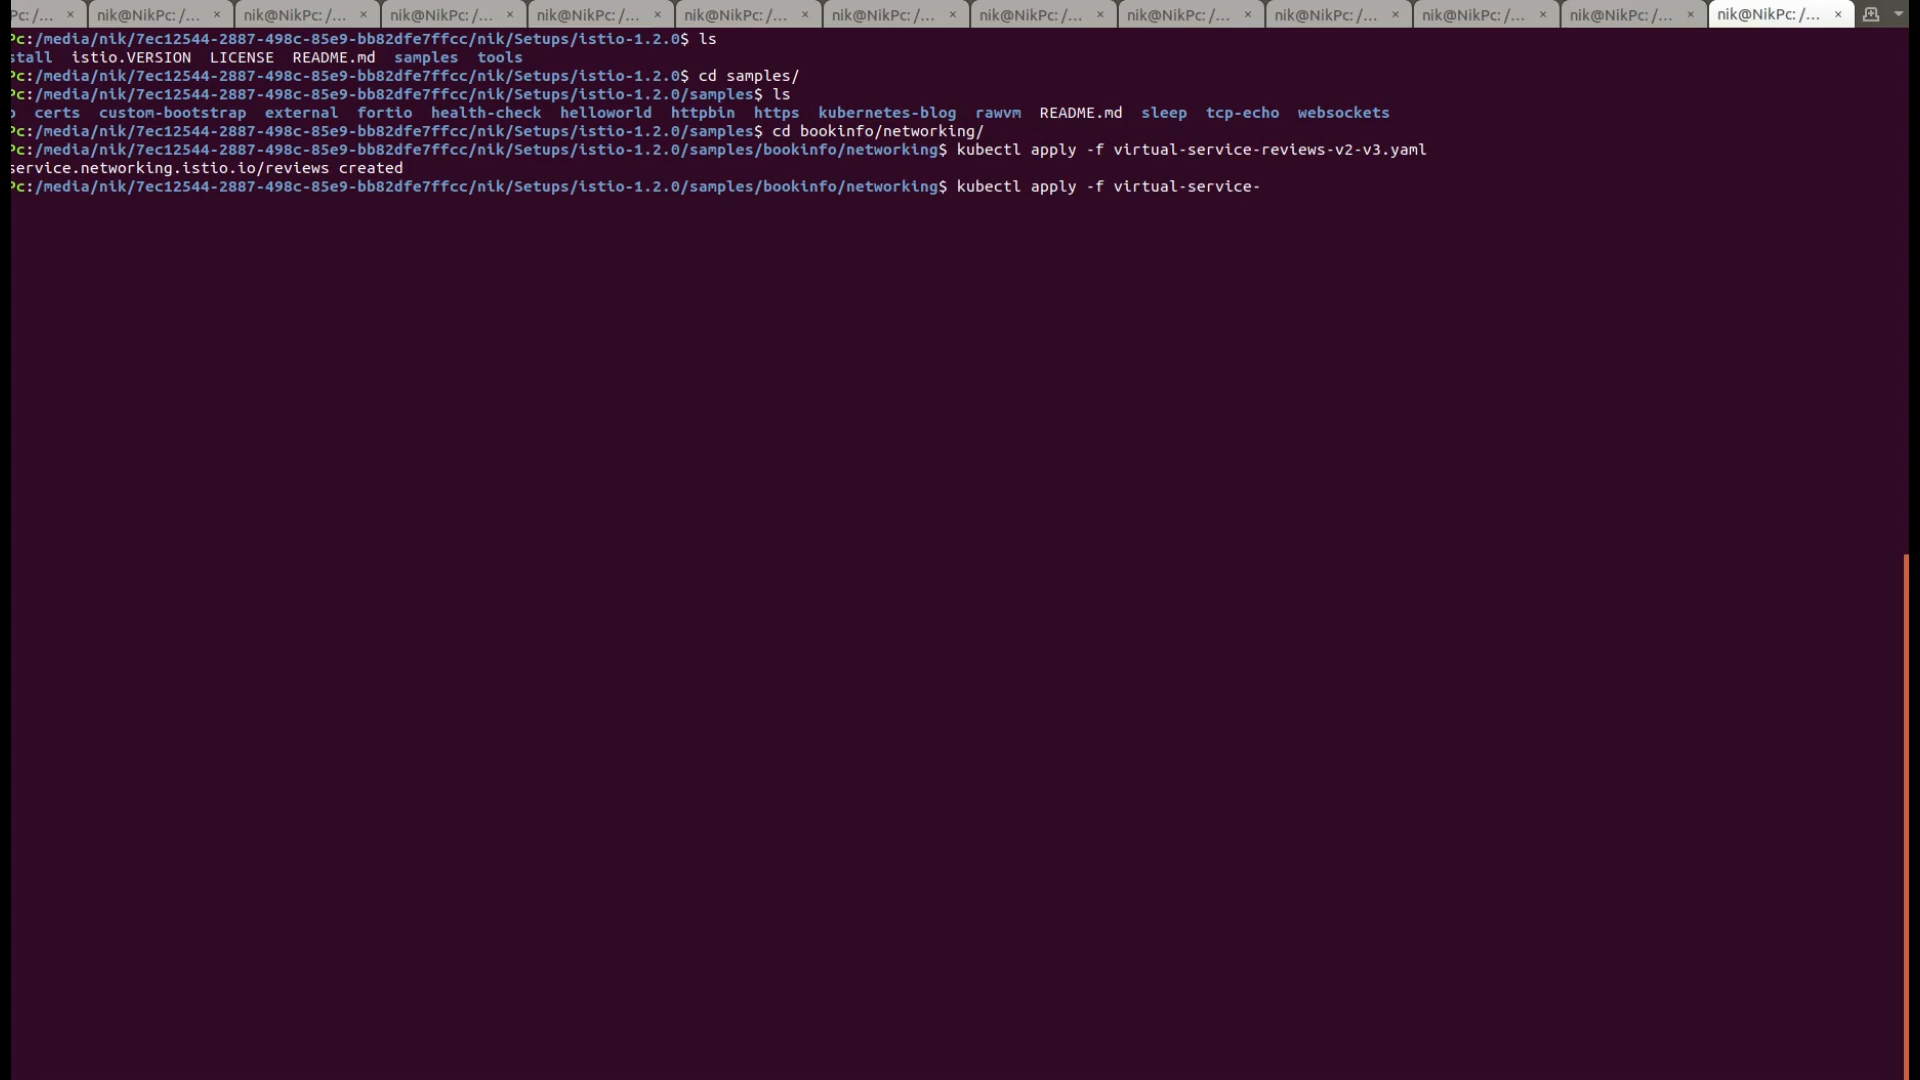 Pc: /... × nik@NikPc: /... × nik@NikPc: /... × nik@NikPc: /... × nik@NikPc: /... × nik@NikPc: /... × nik@NikPc: /... × nik@NikPc: /... × nik@NikPc: /... × nik@NikPc: /... × nik@NikPc: /... × nik@NikPc: /... × nik@NikPc: /... ×
Pc:/media/nik/7ec12544-2887-498c-85e9-bb82dfe7ffcc/nik/Setups/istio-1.2.0$ ls
stall istio.VERSION LICENSE README.md samples tools
Pc:/media/nik/7ec12544-2887-498c-85e9-bb82dfe7ffcc/nik/Setups/istio-1.2.0$ cd samples/
Pc:/media/nik/7ec12544-2887-498c-85e9-bb82dfe7ffcc/nik/Setups/istio-1.2.0/samples$ ls
o certs custom-bootstrap external fortio health-check helloworld httpbin https kubernetes-blog rawvm README.md sleep tcp-echo websockets
Pc:/media/nik/7ec12544-2887-498c-85e9-bb82dfe7ffcc/nik/Setups/istio-1.2.0/samples$ cd bookinfo/networking/
Pc:/media/nik/7ec12544-2887-498c-85e9-bb82dfe7ffcc/nik/Setups/istio-1.2.0/samples/bookinfo/networking$ kubectl apply -f virtual-service-reviews-v2-v3.yaml
service.networking.istio.io/reviews created
Pc:/media/nik/7ec12544-2887-498c-85e9-bb82dfe7ffcc/nik/Setups/istio-1.2.0/samples/bookinfo/networking$ kubectl apply -f virtual-service-